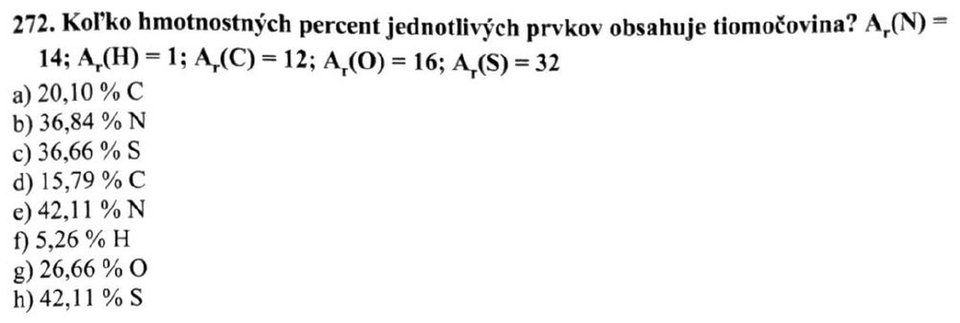 272. Koľko hmotnostných percent jednotlivých prvkov obsahuje tiomočovina? Aᵣ(N) =
14; Aᵣ(H) = 1; Aᵣ(C) = 12; Aᵣ(O) = 16; Aᵣ(S) = 32
a) 20,10 % C
b) 36,84 % N
c) 36,66 % S
d) 15,79 % C
e) 42,11 % N
f) 5,26 % H
g) 26,66 % O
h) 42,11 % S